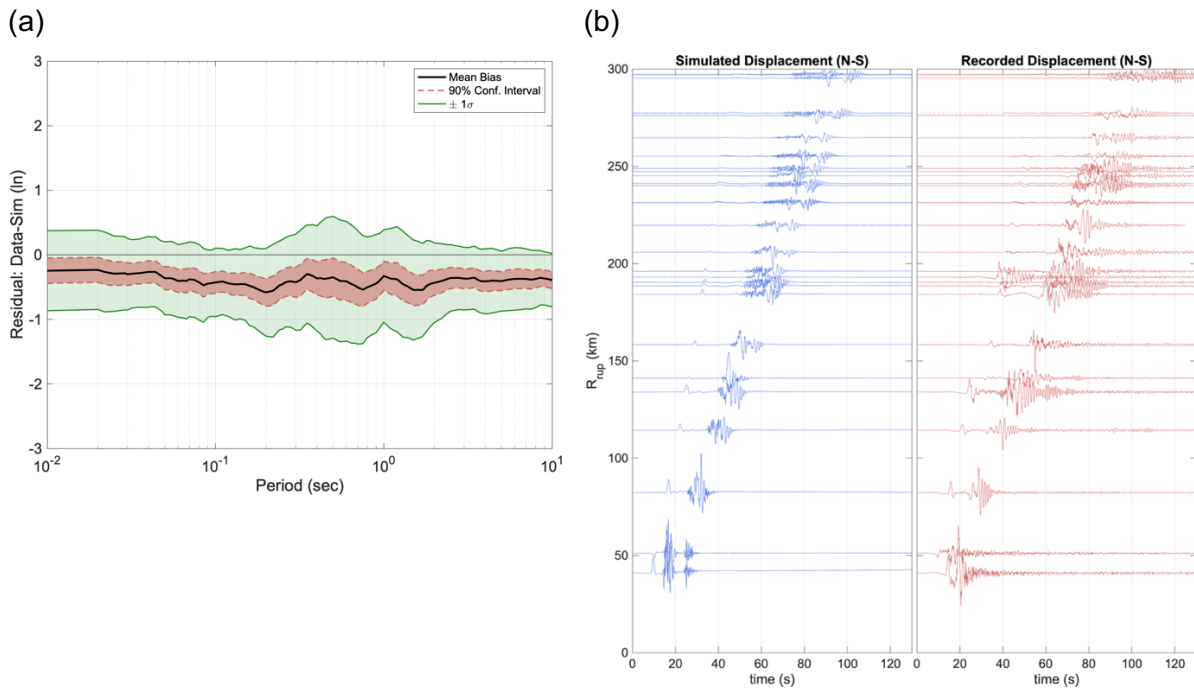 (a)
3
2
1
0
-1
-2
-3
Residual: Data-Sim (ln)
10-2
10-1
100
101
Period (sec)
Mean Bias
90% Conf. Interval
± 1σ
(b)
Simulated Displacement (N-S)
Recorded Displacement (N-S)
300
250
200
150
100
50
0
Rrup (km)
0 20 40 60 80 100 120
time (s)
0 20 40 60 80 100 120
time (s)